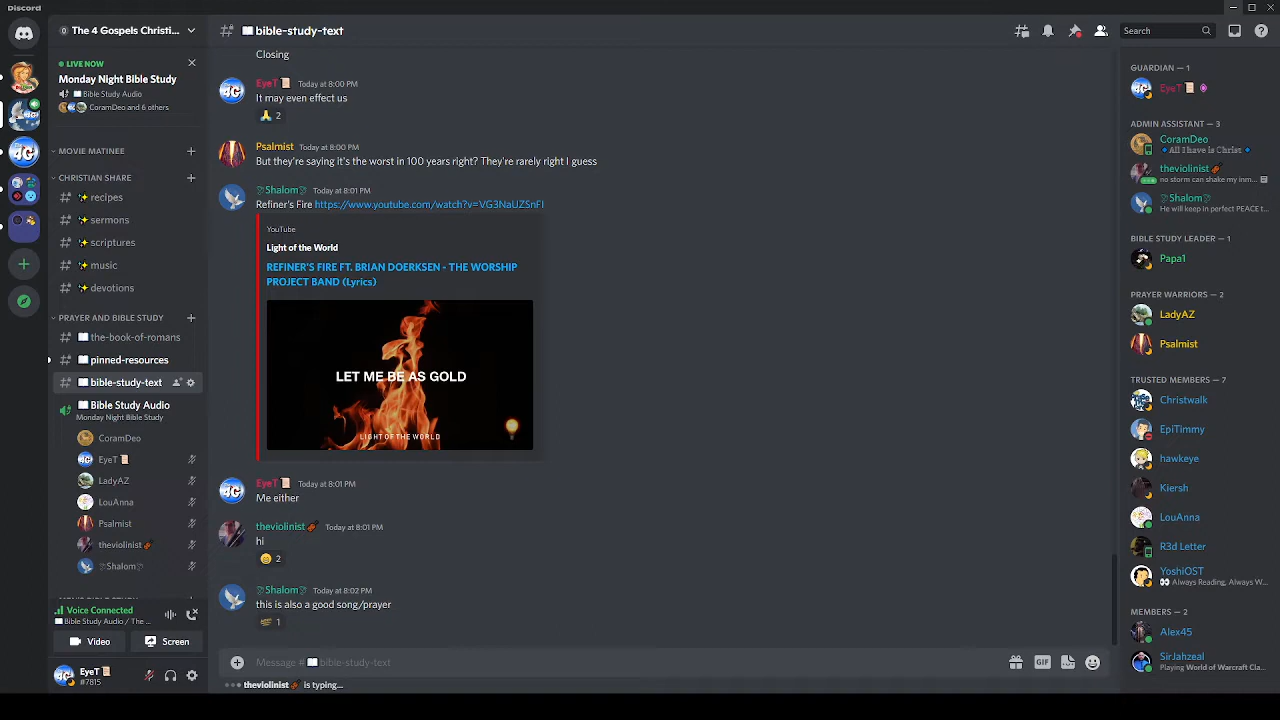 Discord
The 4 Gospels Christi...
LIVE NOW
Monday Night Bible Study
Bible Study Audio
CoramDeo and 6 others
MOVIE MATINEE
CHRISTIAN SHARE
recipes
sermons
scriptures
music
devotions
PRAYER AND BIBLE STUDY
the-book-of-romans
pinned-resources
bible-study-text
Bible Study Audio
Monday Night Bible Study
CoramDeo
EyeT
LadyAZ
LouAnna
Psalmist
theviolinist
Shalom
Voice Connected
Bible Study Audio / The ...
Video
Screen
EyeT
#7815
bible-study-text
Search
Closing
EyeT Today at 8:00 PM
It may even effect us
2
Psalmist Today at 8:00 PM
But they're saying it's the worst in 100 years right? They're rarely right I guess
Shalom Today at 8:01 PM
Refiner's Fire https://www.youtube.com/watch?v=VG3NaUZSnFI
YouTube
Light of the World
REFINER'S FIRE FT. BRIAN DOERKSEN - THE WORSHIP
PROJECT BAND (Lyrics)
LET ME BE AS GOLD
LIGHT OF THE WORLD
EyeT Today at 8:01 PM
Me either
theviolinist Today at 8:01 PM
hi
2
Shalom Today at 8:02 PM
this is also a good song/prayer
1
Message #bible-study-text
GIF
theviolinist is typing...
GUARDIAN — 1
EyeT
ADMIN ASSISTANT — 3
CoramDeo
All I have is Christ
theviolinist
no storm can shake my inm...
Shalom
He will keep in perfect PEACE t...
BIBLE STUDY LEADER — 1
Papa1
PRAYER WARRIORS — 2
LadyAZ
Psalmist
TRUSTED MEMBERS — 7
Christwalk
EpiTimmy
hawkeye
Kiersh
LouAnna
R3d Letter
YoshiOST
Always Reading, Always W...
MEMBERS — 2
Alex45
SirJahzeal
Playing World of Warcraft Cla...